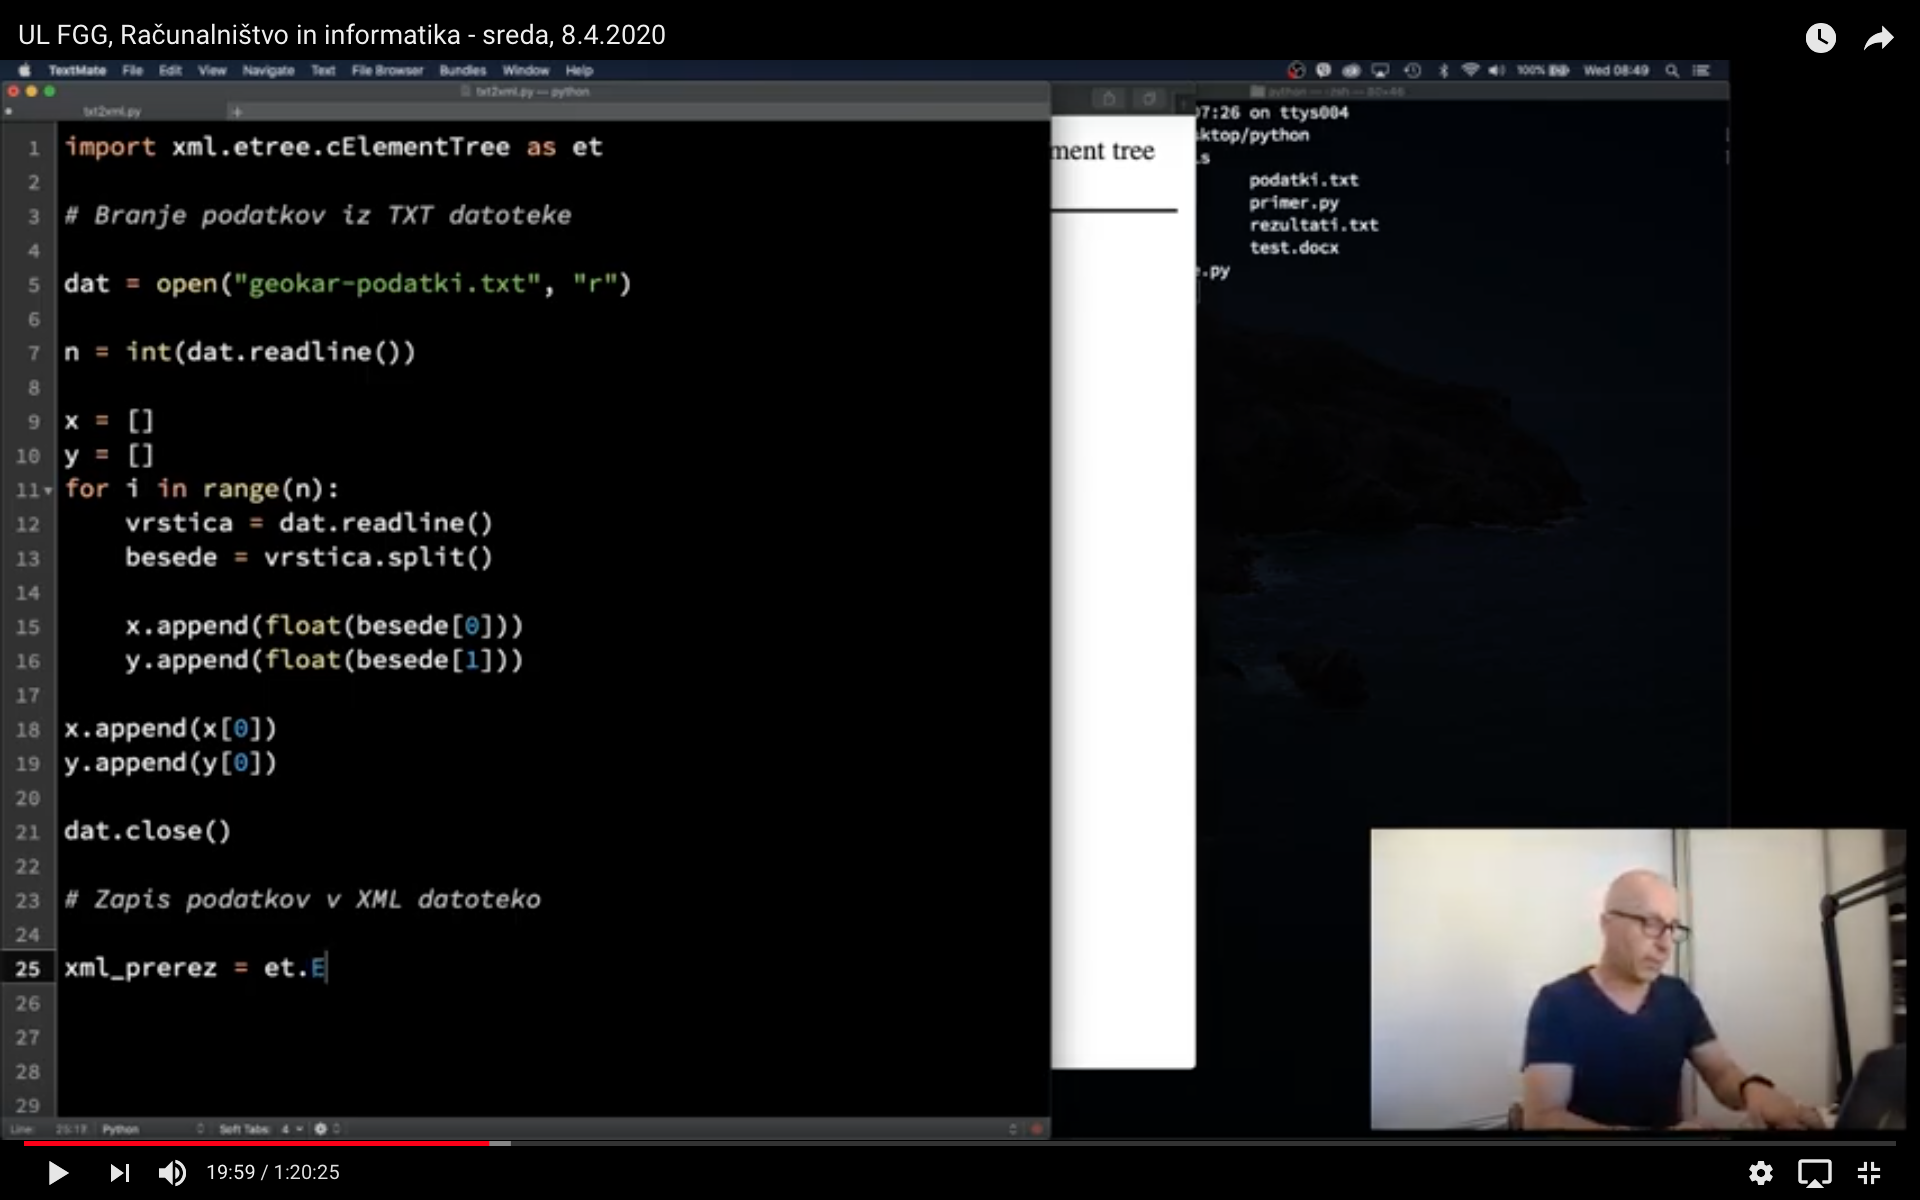 UL FGG, Računalništvo in informatika - sreda, 8.4.2020
TextMate File Edit View Navigate Text File Browser Bundles Window Help
100% Wed 08:49
txt2xml.py — python
txt2xml.py
python — -zsh — 80×46
1 import xml.etree.cElementTree as et
2
3 # Branje podatkov iz TXT datoteke
4
5 dat = open("geokar-podatki.txt", "r")
6
7 n = int(dat.readline())
8
9 x = []
10 y = []
11 for i in range(n):
12 vrstica = dat.readline()
13 besede = vrstica.split()
14
15 x.append(float(besede[0]))
16 y.append(float(besede[1]))
17
18 x.append(x[0])
19 y.append(y[0])
20
21 dat.close()
22
23 # Zapis podatkov v XML datoteko
24
25 xml_prerez = et.E
26
27
28
29
Line: 25:17 Python Soft Tabs: 4
ment tree
07:26 on ttys004
sktop/python
ls
podatki.txt
primer.py
rezultati.txt
test.docx
e.py
19:59 / 1:20:25